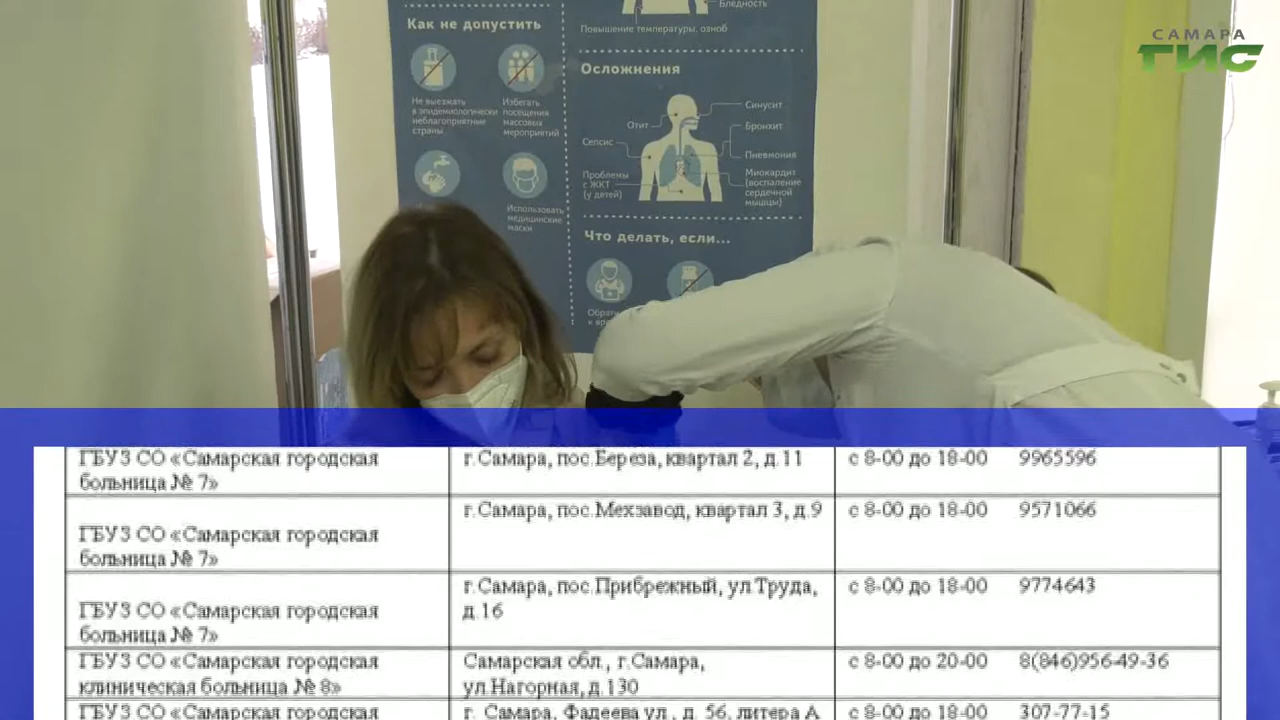 Как не допустить
Не выезжать
в эпидемиологически
неблагоприятные
страны
Избегать
посещения
массовых
мероприятий
Использовать
медицинские
маски
Бледность
Повышение температуры, озноб
Осложнения
Синусит
Отит
Бронхит
Сепсис
Пневмония
Проблемы
с ЖКТ
(у детей)
Миокардит
(воспаление
сердечной
мышцы)
Что делать, если...
к
САМАРА
ГИС
ГБУЗ СО «Самарская городская
больница № 7»
г.Самара, пос.Береза, квартал 2, д.11
с 8-00 до 18-00
9965596
ГБУЗ СО «Самарская городская
больница № 7»
г.Самара, пос.Мехзавод, квартал 3, д.9
с 8-00 до 18-00
9571066
ГБУЗ СО «Самарская городская
больница № 7»
г.Самара, пос.Прибрежный, ул.Труда,
д.16
с 8-00 до 18-00
9774643
ГБУЗ СО «Самарская городская
клиническая больница № 8»
Самарская обл., г.Самара,
ул.Нагорная, д.130
с 8-00 до 20-00
8(846)956-49-36
ГБУЗ СО «Самарская городская
г. Самара, Фадеева ул., д. 56, литера А
с 8-00 до 18-00
307-77-15